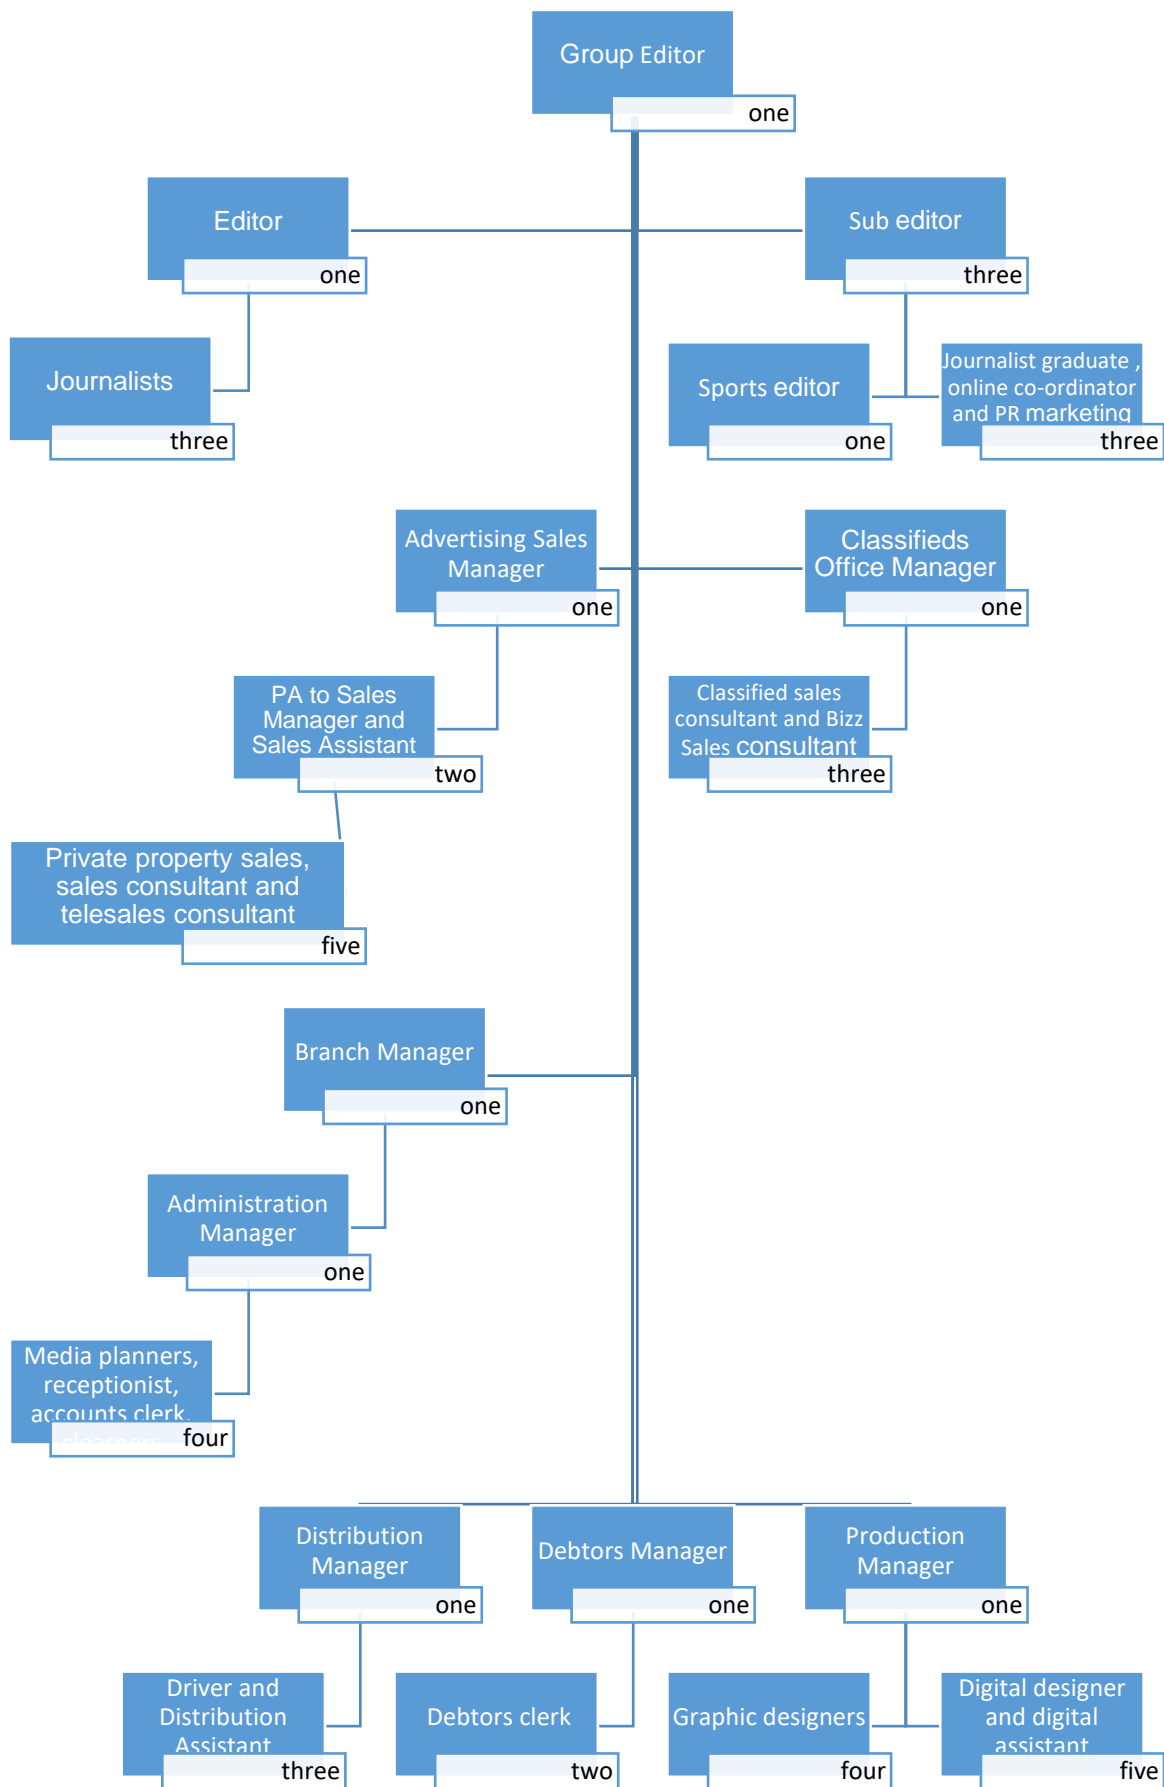 Group Editor
one
Editor
one
Sub editor
three
Journalists
three
Sports editor
one
Journalist graduate ,
online co-ordinator
and PR marketing
three
Advertising Sales
Manager
one
Classifieds
Office Manager
one
PA to Sales
Manager and
Sales Assistant
two
Classified sales
consultant and Bizz
Sales consultant
three
Private property sales,
sales consultant and
telesales consultant
five
Branch Manager
one
Administration
Manager
one
Media planners,
receptionist,
accounts clerk,
four
Distribution
Manager
one
Debtors Manager
one
Production
Manager
one
Driver and
Distribution
Assistant
three
Debtors clerk
two
Graphic designers
four
Digital designer
and digital
assistant
five